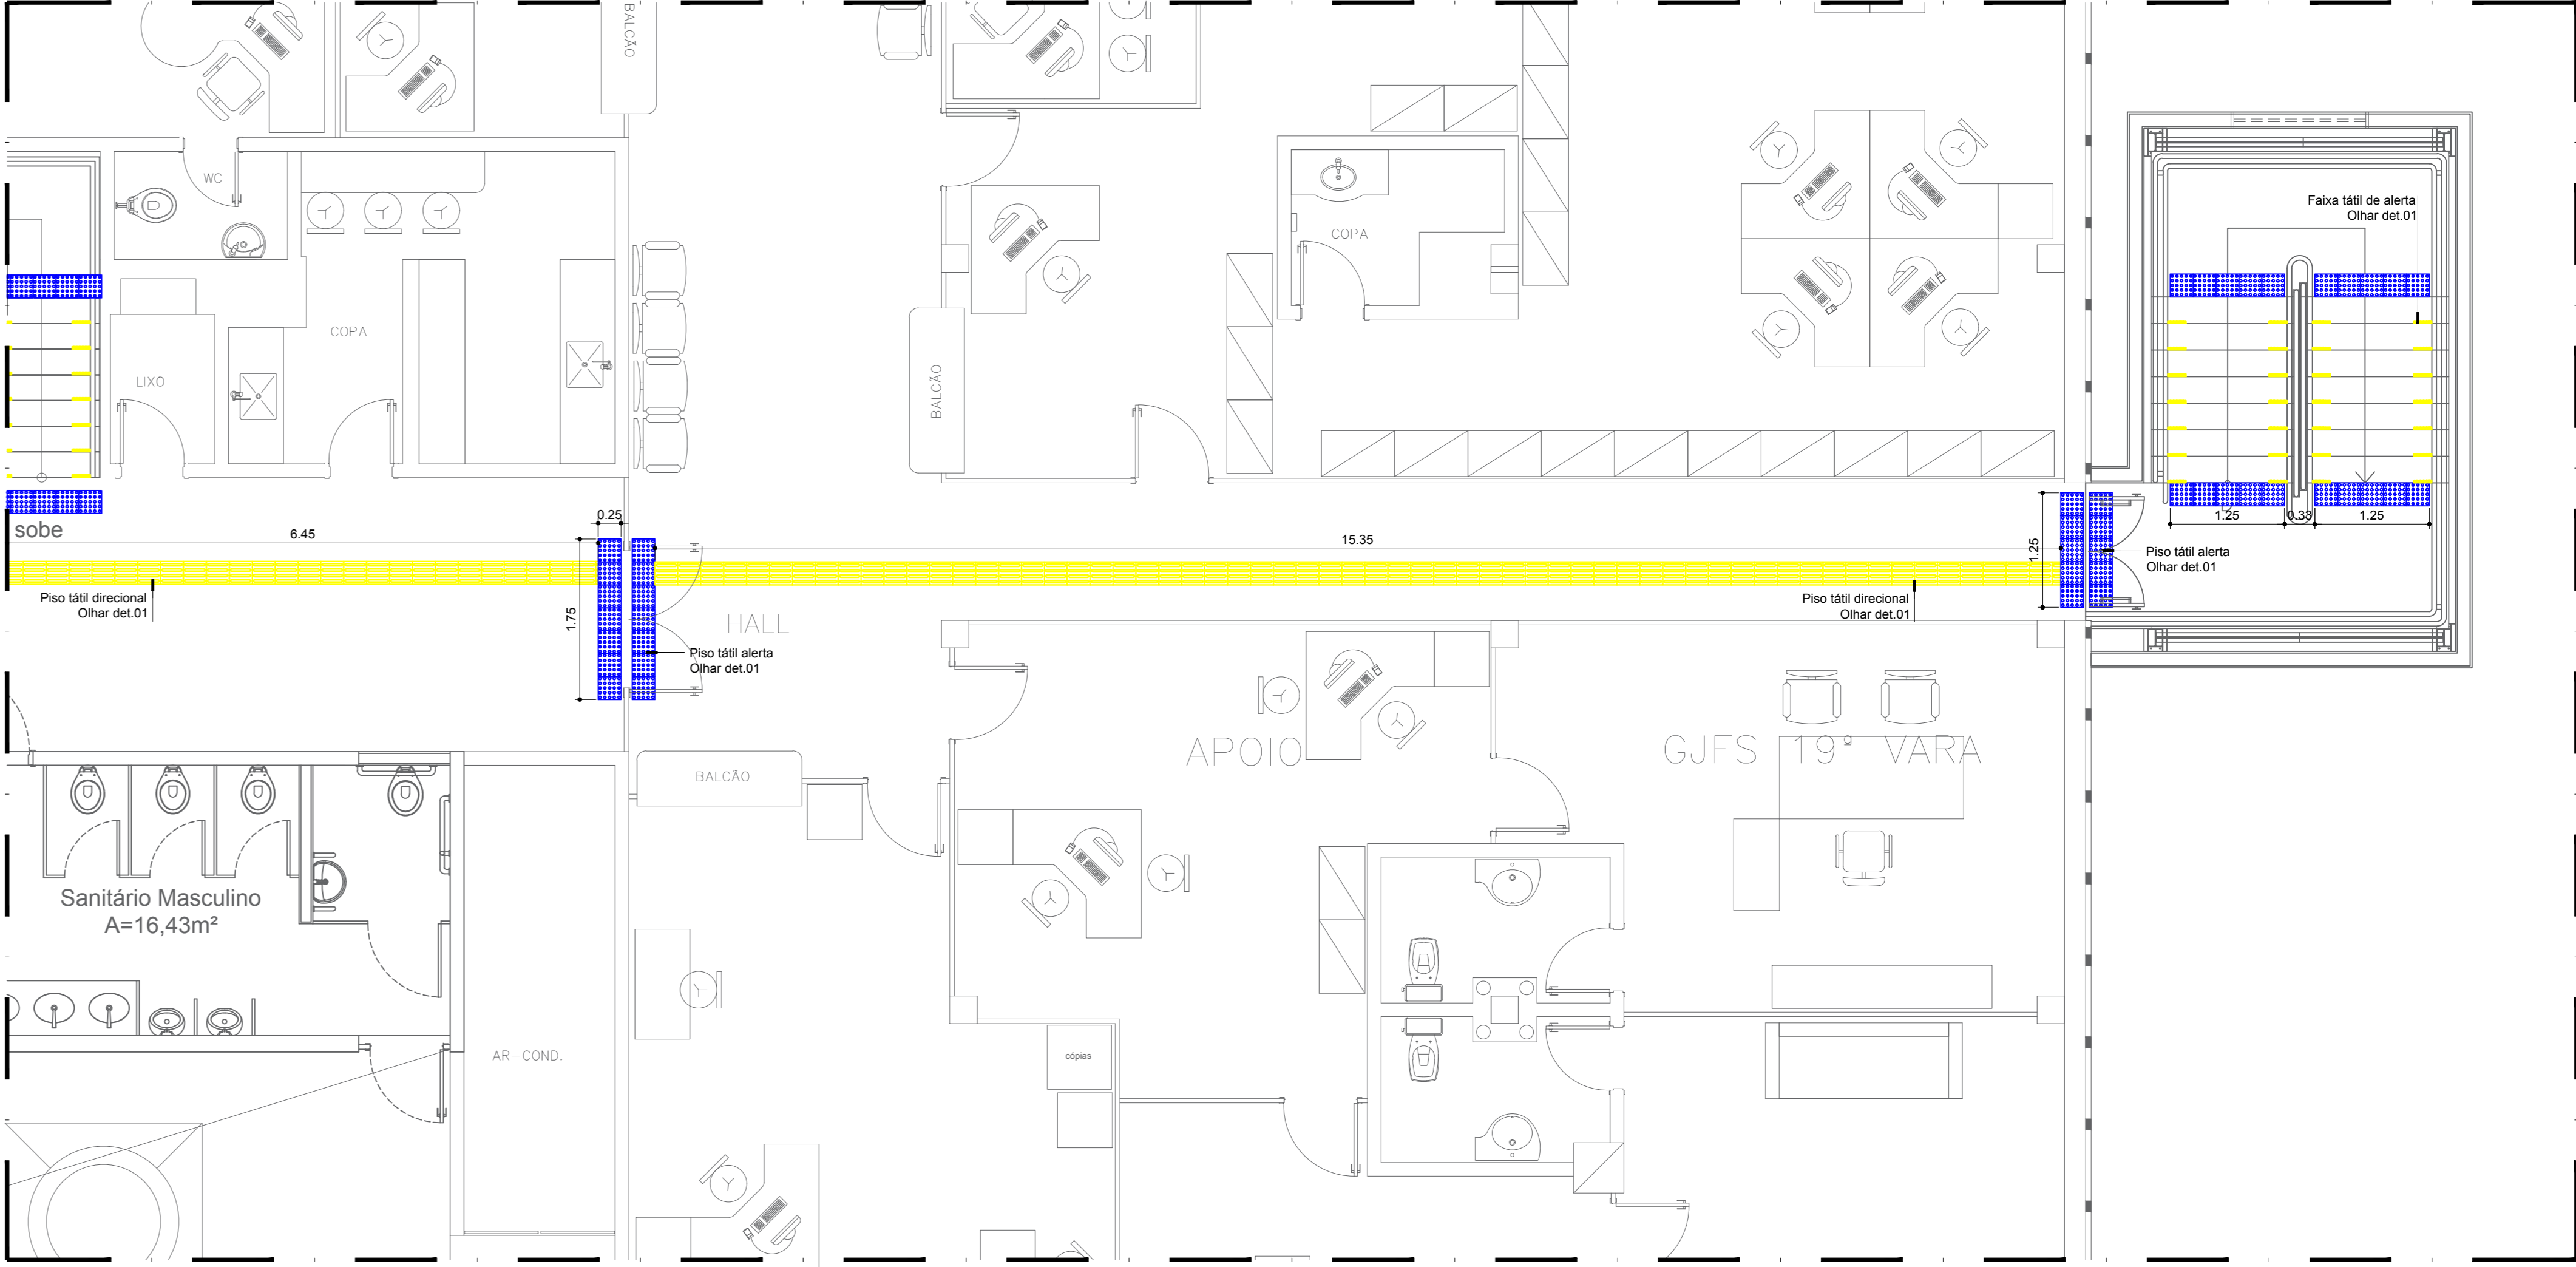 BALCÃO
WC
Faixa tátil de alerta
Olhar det.01
COPA
COPA
LIXO
BALCÃO
sobe
6.45
0.25
15.35
1.25
0.33
1.25
1.25
Piso tátil alerta
Olhar det.01
Piso tátil direcional
Olhar det.01
1.75
HALL
Piso tátil direcional
Olhar det.01
Piso tátil alerta
Olhar det.01
APOIO
GJFS 19ª VARA
BALCÃO
Sanitário Masculino
A=16,43m²
AR-COND.
cópias